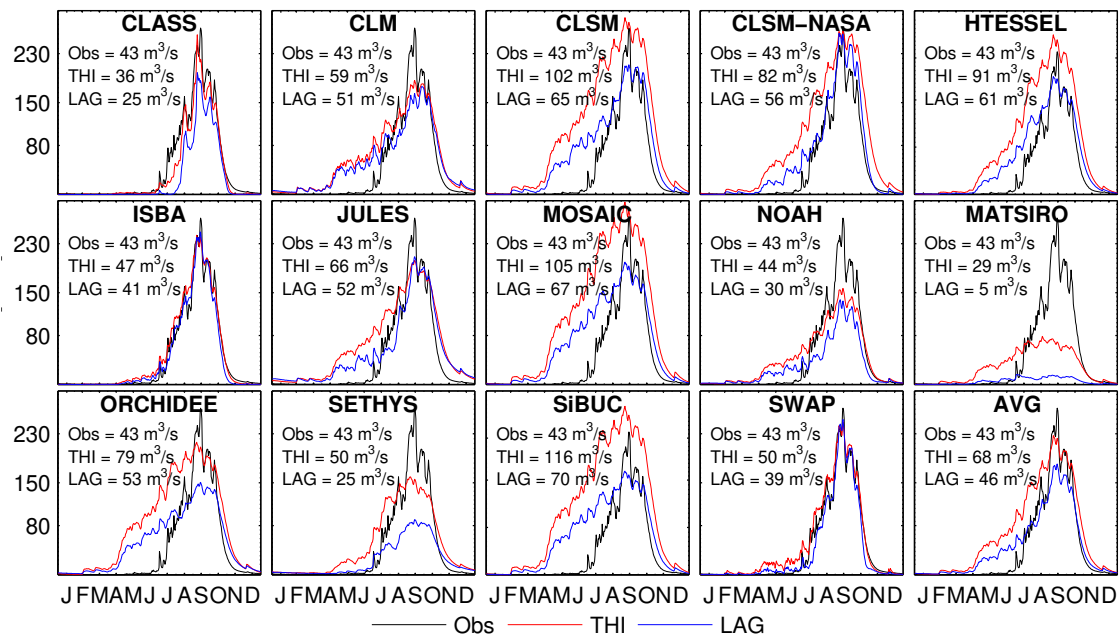 CLASS CLM CLSM CLSM−NASA HTESSEL
230 Obs = 43 m³/s Obs = 43 m³/s Obs = 43 m³/s Obs = 43 m³/s Obs = 43 m³/s
THI = 36 m³/s THI = 59 m³/s THI = 102 m³/s THI = 82 m³/s THI = 91 m³/s
150 LAG = 25 m³/s LAG = 51 m³/s LAG = 65 m³/s LAG = 56 m³/s LAG = 61 m³/s
80
ISBA JULES MOSAIC NOAH MATSIRO
230 Obs = 43 m³/s Obs = 43 m³/s Obs = 43 m³/s Obs = 43 m³/s Obs = 43 m³/s
THI = 47 m³/s THI = 66 m³/s THI = 105 m³/s THI = 44 m³/s THI = 29 m³/s
150 LAG = 41 m³/s LAG = 52 m³/s LAG = 67 m³/s LAG = 30 m³/s LAG = 5 m³/s
80
ORCHIDEE SETHYS SiBUC SWAP AVG
230 Obs = 43 m³/s Obs = 43 m³/s Obs = 43 m³/s Obs = 43 m³/s Obs = 43 m³/s
THI = 79 m³/s THI = 50 m³/s THI = 116 m³/s THI = 50 m³/s THI = 68 m³/s
150 LAG = 53 m³/s LAG = 25 m³/s LAG = 70 m³/s LAG = 39 m³/s LAG = 46 m³/s
80
J FMAMJ J ASOND J FMAMJ J ASOND J FMAMJ J ASOND J FMAMJ J ASOND J FMAMJ J ASOND
Obs THI LAG